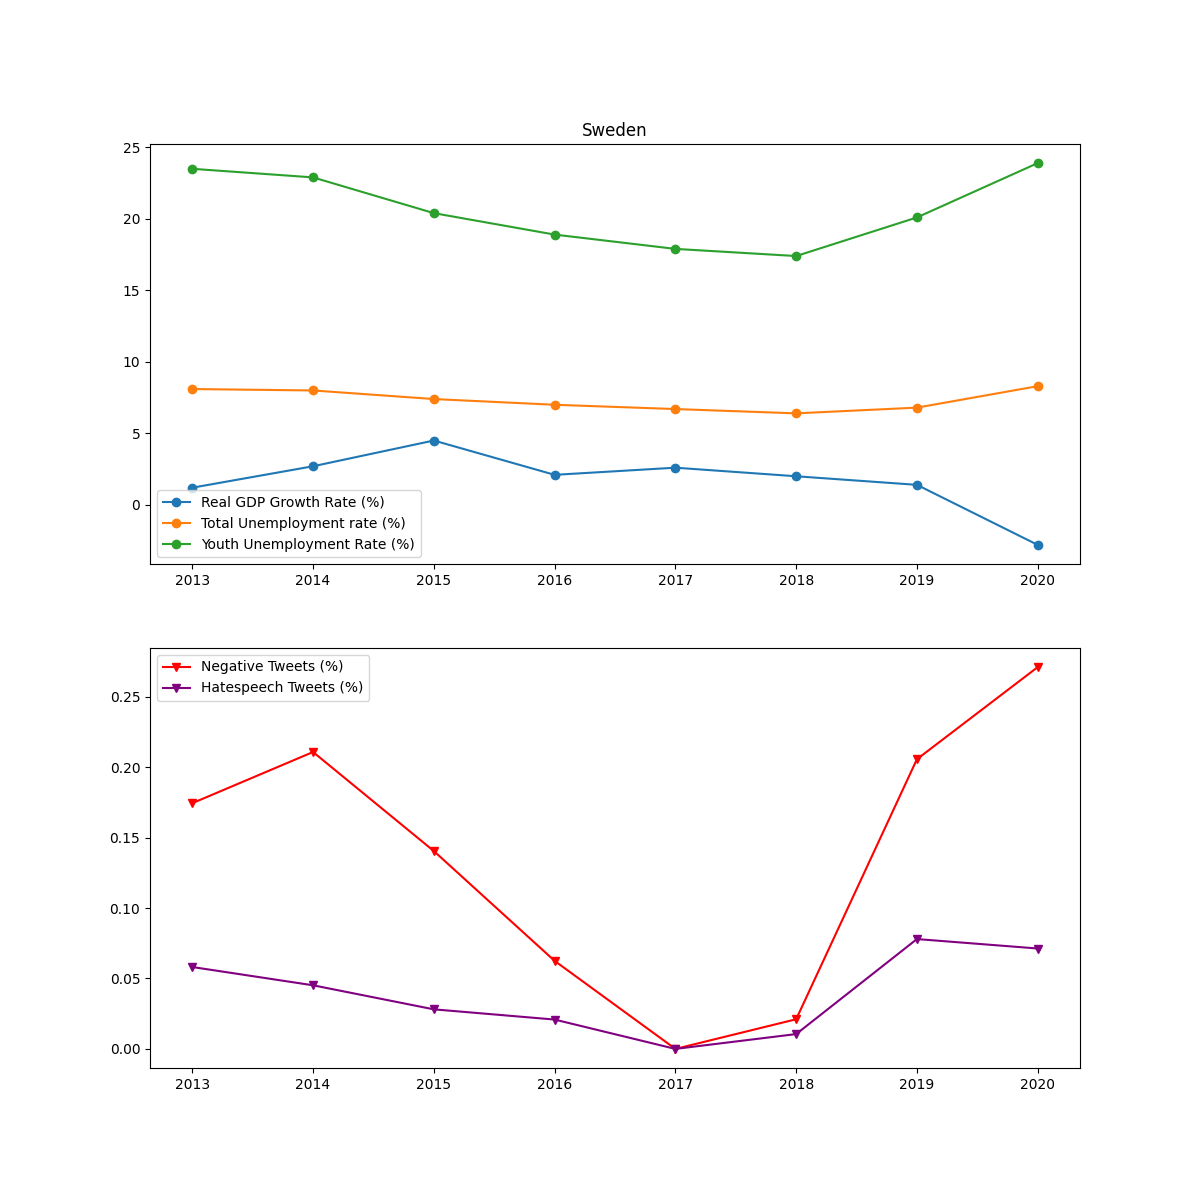 Sweden
25
20
15
10
5
0
Real GDP Growth Rate (%)
Total Unemployment rate (%)
Youth Unemployment Rate (%)
2013 2014 2015 2016 2017 2018 2019 2020
Negative Tweets (%)
Hatespeech Tweets (%)
0.25
0.20
0.15
0.10
0.05
0.00
2013 2014 2015 2016 2017 2018 2019 2020